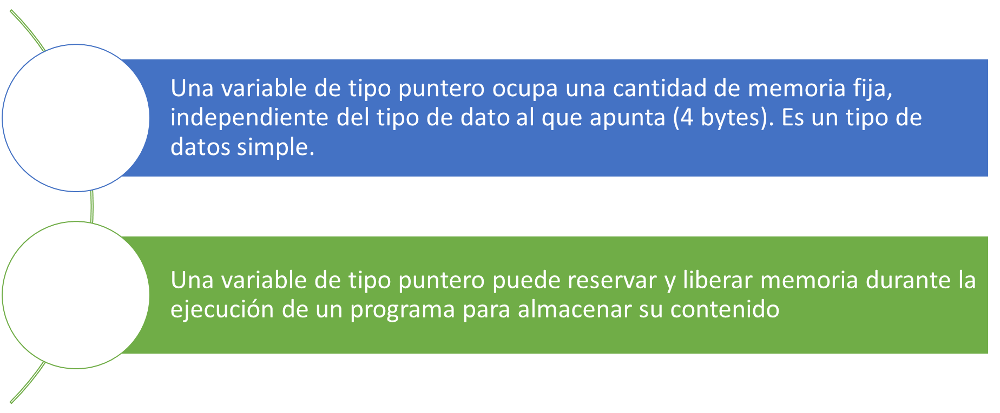 Una variable de tipo puntero ocupa una cantidad de memoria fija,
independiente del tipo de dato al que apunta (4 bytes). Es un tipo de
datos simple.
Una variable de tipo puntero puede reservar y liberar memoria durante la
ejecución de un programa para almacenar su contenido